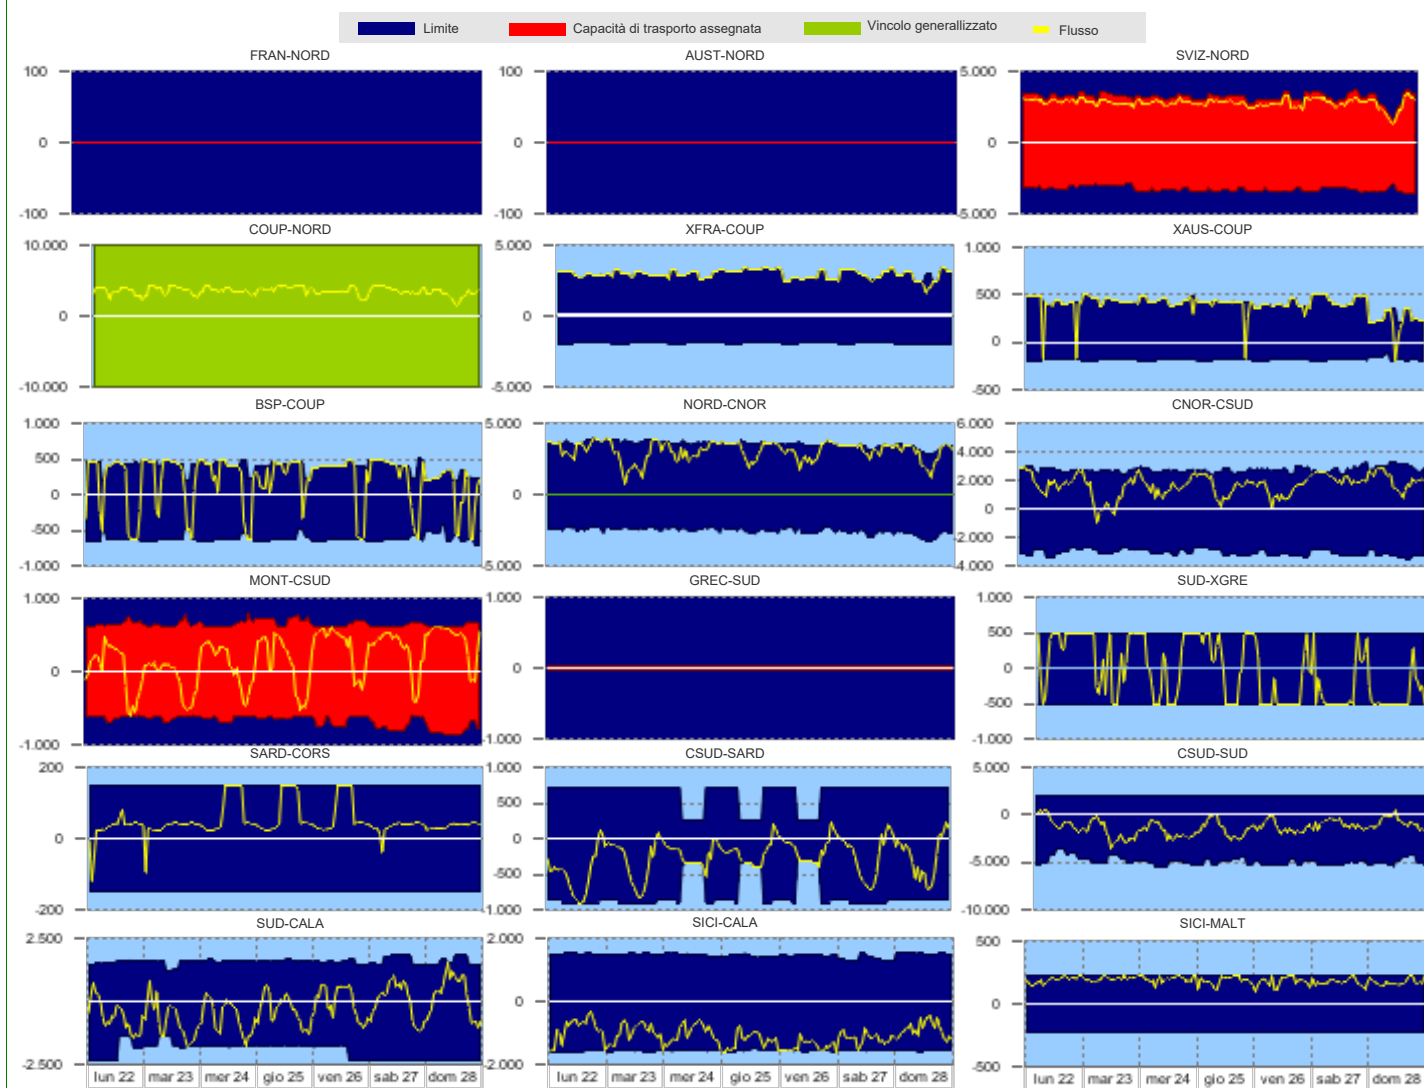 Limite Capacità di trasporto assegnata Vincolo generallizzato Flusso
FRAN-NORD AUST-NORD SVIZ-NORD
100 100 5.000
0 0 0
-100 -100 -5.000
COUP-NORD XFRA-COUP XAUS-COUP
10.000 5.000 1.000
500
0 0 0
-10.000 -5.000 -500
BSP-COUP NORD-CNOR CNOR-CSUD
1.000 5.000 6.000
500 4.000
2.000
0 0 0
-500 -2.000
-1.000 -5.000 -4.000
MONT-CSUD GREC-SUD SUD-XGRE
1.000 1.000 1.000
500
0 0 0
-500
-1.000 -1.000 -1.000
SARD-CORS CSUD-SARD CSUD-SUD
200 1.000 5.000
500
0 0 0
-500 -5.000
-200 -1.000 -10.000
SUD-CALA SICI-CALA SICI-MALT
2.500 2.000 500
0 0 0
-2.500 -2.000 -500
lun 22 mar 23 mer 24 gio 25 ven 26 sab 27 dom 28 lun 22 mar 23 mer 24 gio 25 ven 26 sab 27 dom 28 lun 22 mar 23 mer 24 gio 25 ven 26 sab 27 dom 28